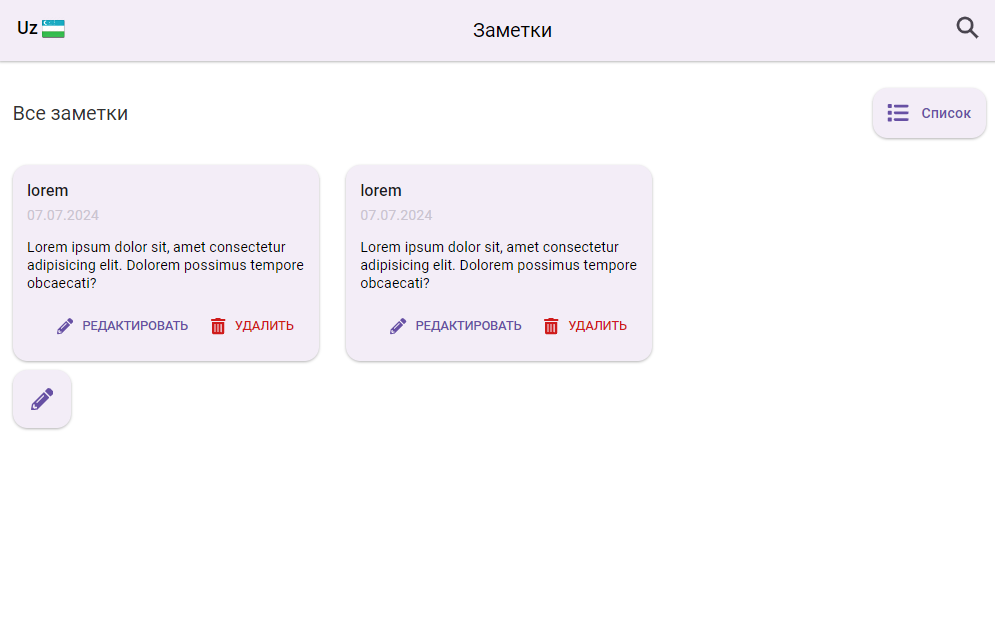 Uz
Заметки
Все заметки
Список
lorem
07.07.2024
Lorem ipsum dolor sit, amet consectetur
adipisicing elit. Dolorem possimus tempore
obcaecati?
РЕДАКТИРОВАТЬ УДАЛИТЬ
lorem
07.07.2024
Lorem ipsum dolor sit, amet consectetur
adipisicing elit. Dolorem possimus tempore
obcaecati?
РЕДАКТИРОВАТЬ УДАЛИТЬ